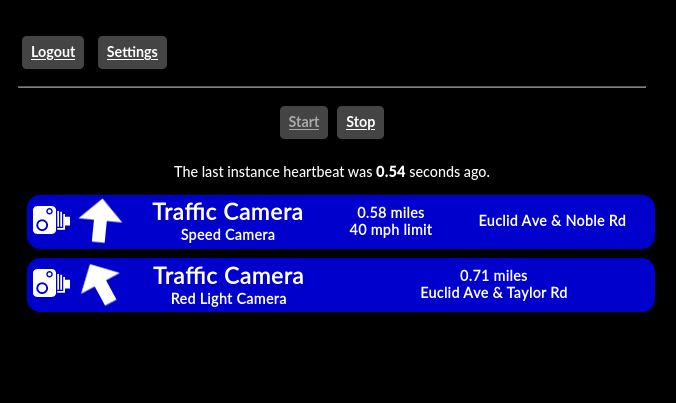 Logout Settings
Start Stop
The last instance heartbeat was 0.54 seconds ago.
Traffic Camera
Speed Camera
0.58 miles
40 mph limit
Euclid Ave & Noble Rd
Traffic Camera
Red Light Camera
0.71 miles
Euclid Ave & Taylor Rd